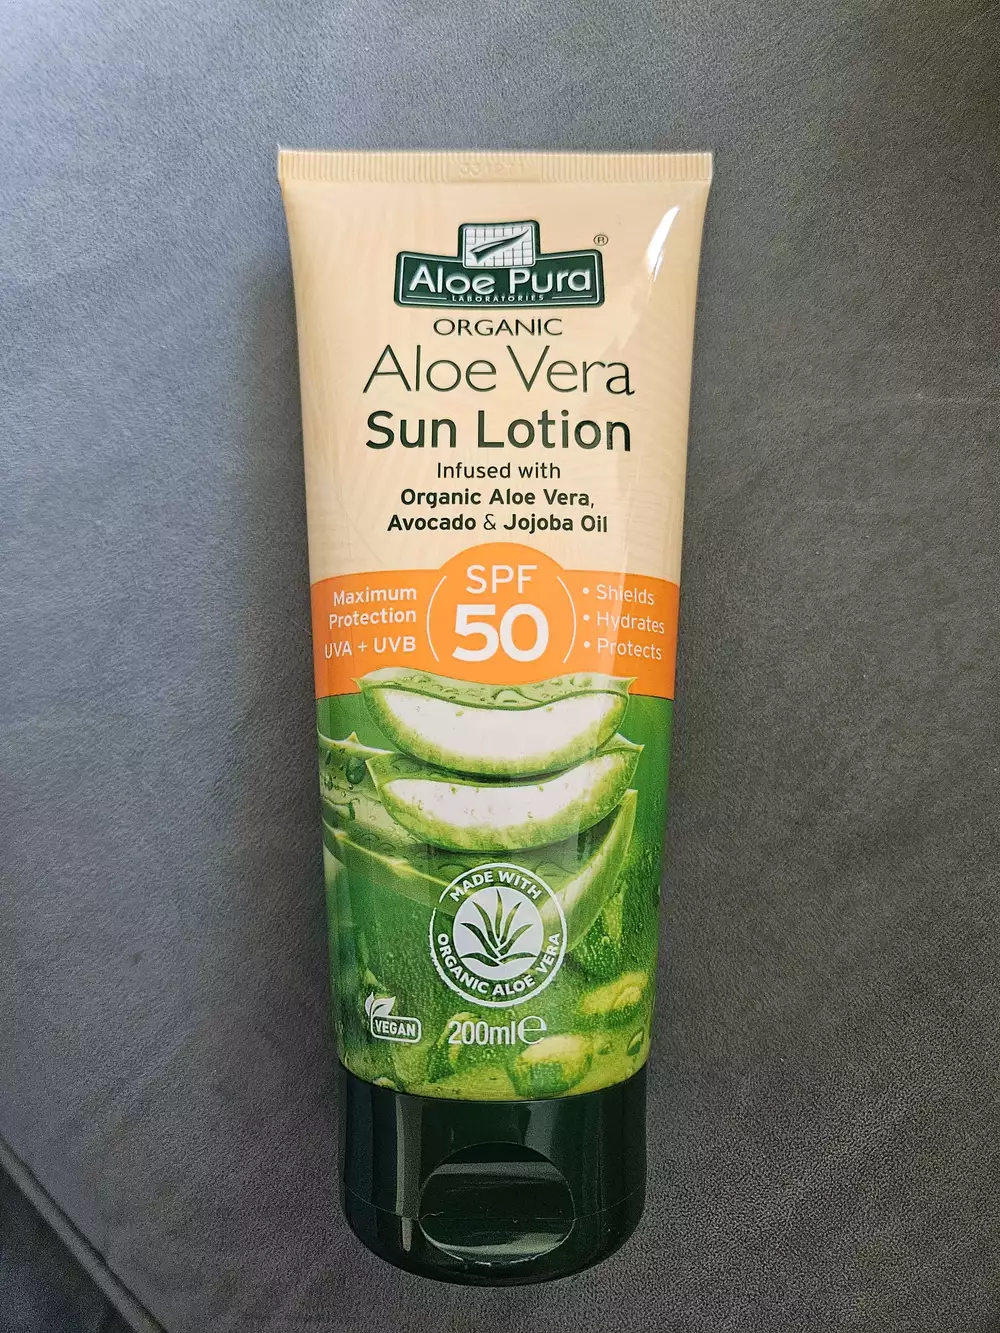 Aloe Pura
®
LABORATORIES
ORGANIC
Aloe Vera
Sun Lotion
Infused with
Organic Aloe Vera,
Avocado & Jojoba Oil
Maximum
Protection
UVA + UVB
SPF
50
• Shields
• Hydrates
• Protects
MADE WITH
ORGANIC ALOE VERA
VEGAN
200ml℮